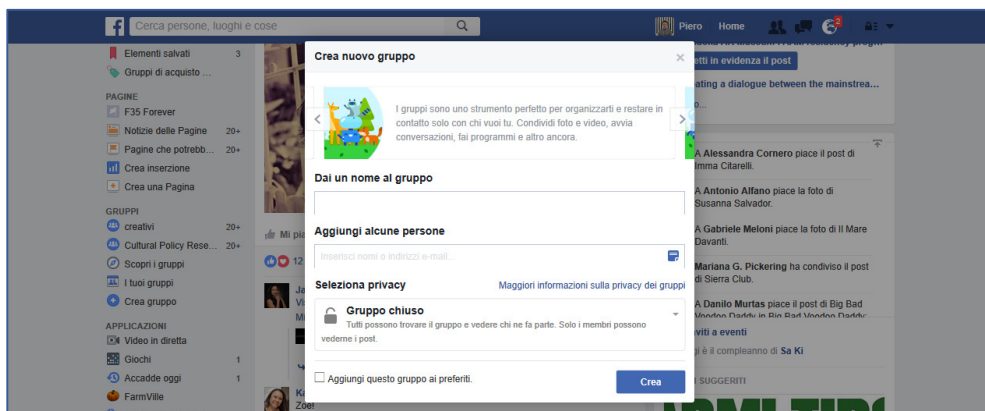 Cerca persone, luoghi e cose
Piero
Home
2
Elementi salvati 3
Gruppi di acquisto ...
PAGINE
F35 Forever
Notizie delle Pagine 20+
Pagine che potrebb... 20+
Crea inserzione
Crea una Pagina
GRUPPI
creativi 20+
Cultural Policy Rese... 20+
Scopri i gruppi
I tuoi gruppi
Crea gruppo
APPLICAZIONI
Video in diretta
Giochi 1
Accadde oggi 1
FarmVille
Mi pia
12
Ja
Vi
Mi
Ka
Zoe!
Crea nuovo gruppo
I gruppi sono uno strumento perfetto per organizzarti e restare in
contatto solo con chi vuoi tu. Condividi foto e video, avvia
conversazioni, fai programmi e altro ancora.
Dai un nome al gruppo
Aggiungi alcune persone
Inserisci nomi o indirizzi e-mail...
Seleziona privacy
Maggiori informazioni sulla privacy dei gruppi
Gruppo chiuso
Tutti possono trovare il gruppo e vedere chi ne fa parte. Solo i membri possono
vederne i post.
Aggiungi questo gruppo ai preferiti.
Crea
etti in evidenza il post
ating a dialogue between the mainstrea...
o...
A Alessandra Cornero piace il post di
Imma Citarelli.
A Antonio Alfano piace la foto di
Susanna Salvador.
A Gabriele Meloni piace la foto di Il Mare
Davanti.
Mariana G. Pickering ha condiviso il post
di Sierra Club.
A Danilo Murtas piace il post di Big Bad
Voodoo Daddy in Big Bad Voodoo Daddy:
viti a eventi
gi è il compleanno di Sa Ki
SUGGERITI